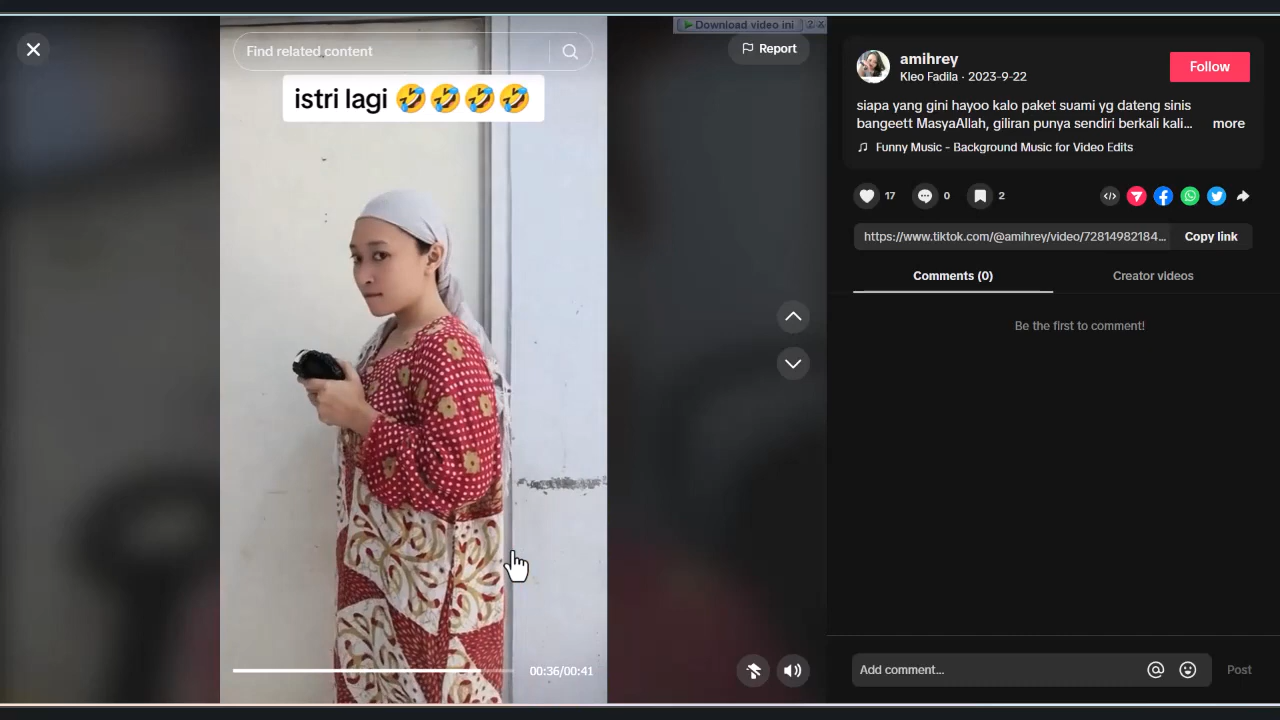 Download video ini ? X
Find related content
Report
istri lagi 🤣🤣🤣🤣
amihrey
Kleo Fadila · 2023-9-22
Follow
siapa yang gini hayoo kalo paket suami yg dateng sinis
bangeett MasyaAllah, giliran punya sendiri berkali kali... more
Funny Music - Background Music for Video Edits
17 0 2
https://www.tiktok.com/@amihrey/video/72814982184... Copy link
Comments (0) Creator videos
Be the first to comment!
00:36/00:41
Add comment... Post